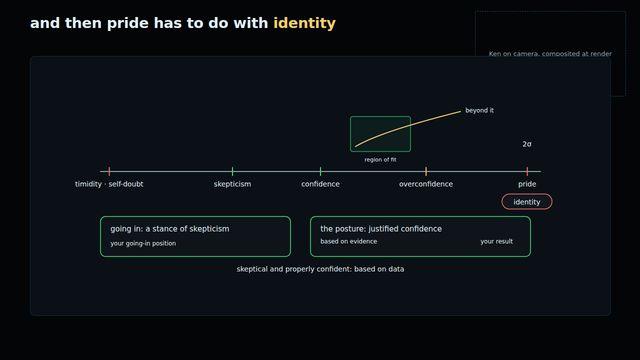 and then pride has to do with identity
Ken on camera, composited at render
beyond it
2σ
region of fit
timidity · self-doubt
skepticism
confidence
overconfidence
pride
identity
going in: a stance of skepticism
your going-in position
the posture: justified confidence
based on evidence
your result
skeptical and properly confident: based on data